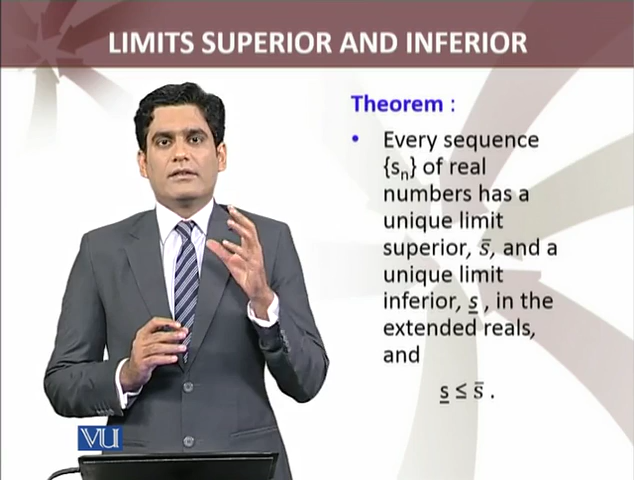 LIMITS SUPERIOR AND INFERIOR
Theorem :
• Every sequence
{sₙ} of real
numbers has a
unique limit
superior, s̅, and a
unique limit
inferior, s̲ , in the
extended reals,
and
s̲ ≤ s̅ .
VU